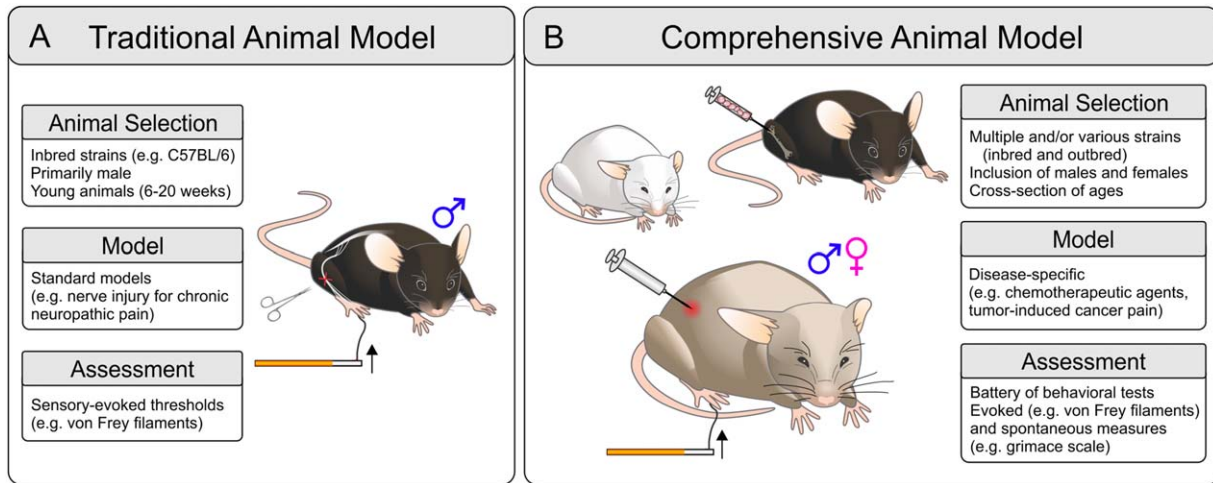 A Traditional Animal Model
Animal Selection
Inbred strains (e.g. C57BL/6)
Primarily male
Young animals (6-20 weeks)
Model
Standard models
(e.g. nerve injury for chronic
neuropathic pain)
Assessment
Sensory-evoked thresholds
(e.g. von Frey filaments)
B Comprehensive Animal Model
Animal Selection
Multiple and/or various strains
(inbred and outbred)
Inclusion of males and females
Cross-section of ages
Model
Disease-specific
(e.g. chemotherapeutic agents,
tumor-induced cancer pain)
Assessment
Battery of behavioral tests
Evoked (e.g. von Frey filaments)
and spontaneous measures
(e.g. grimace scale)